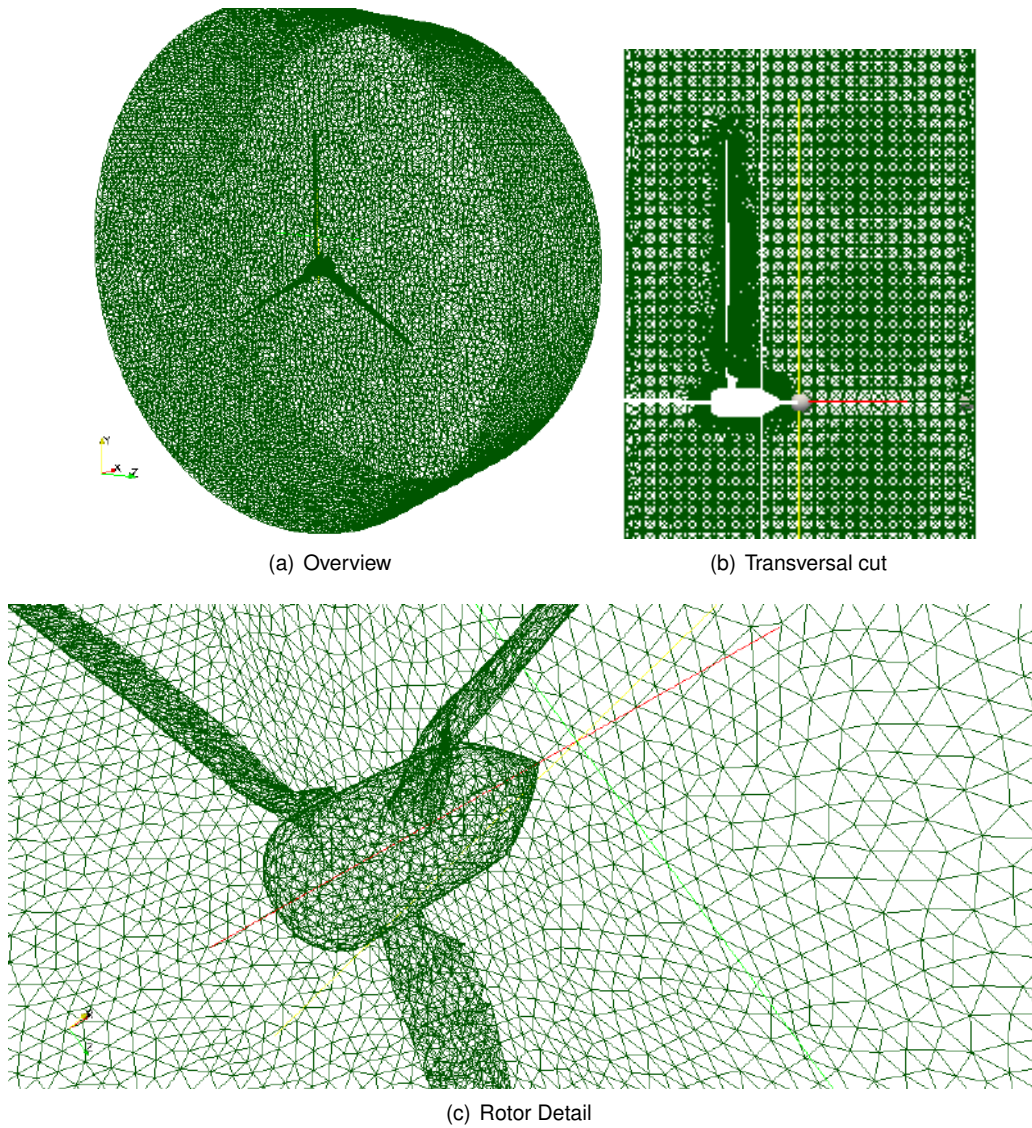 Y
X
Z
(a) Overview
(b) Transversal cut
(c) Rotor Detail